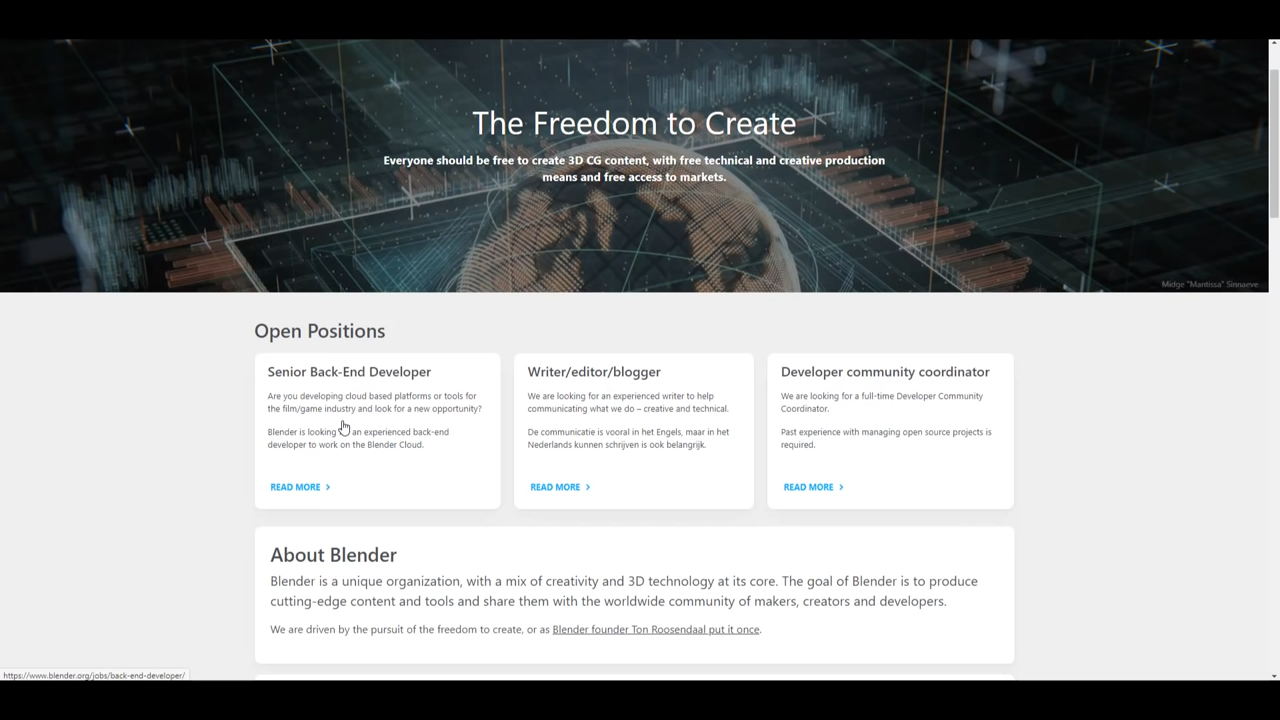 The Freedom to Create
Everyone should be free to create 3D CG content, with free technical and creative production
means and free access to markets.
Midge "Mantissa" Sinnaeve
Open Positions
Senior Back-End Developer
Are you developing cloud based platforms or tools for
the film/game industry and look for a new opportunity?
Blender is looking an experienced back-end
developer to work on the Blender Cloud.
READ MORE
Writer/editor/blogger
We are looking for an experienced writer to help
communicating what we do – creative and technical.
De communicatie is vooral in het Engels, maar in het
Nederlands kunnen schrijven is ook belangrijk.
READ MORE
Developer community coordinator
We are looking for a full-time Developer Community
Coordinator.
Past experience with managing open source projects is
required.
READ MORE
About Blender
Blender is a unique organization, with a mix of creativity and 3D technology at its core. The goal of Blender is to produce
cutting-edge content and tools and share them with the worldwide community of makers, creators and developers.
We are driven by the pursuit of the freedom to create, or as Blender founder Ton Roosendaal put it once.
https://www.blender.org/jobs/back-end-developer/